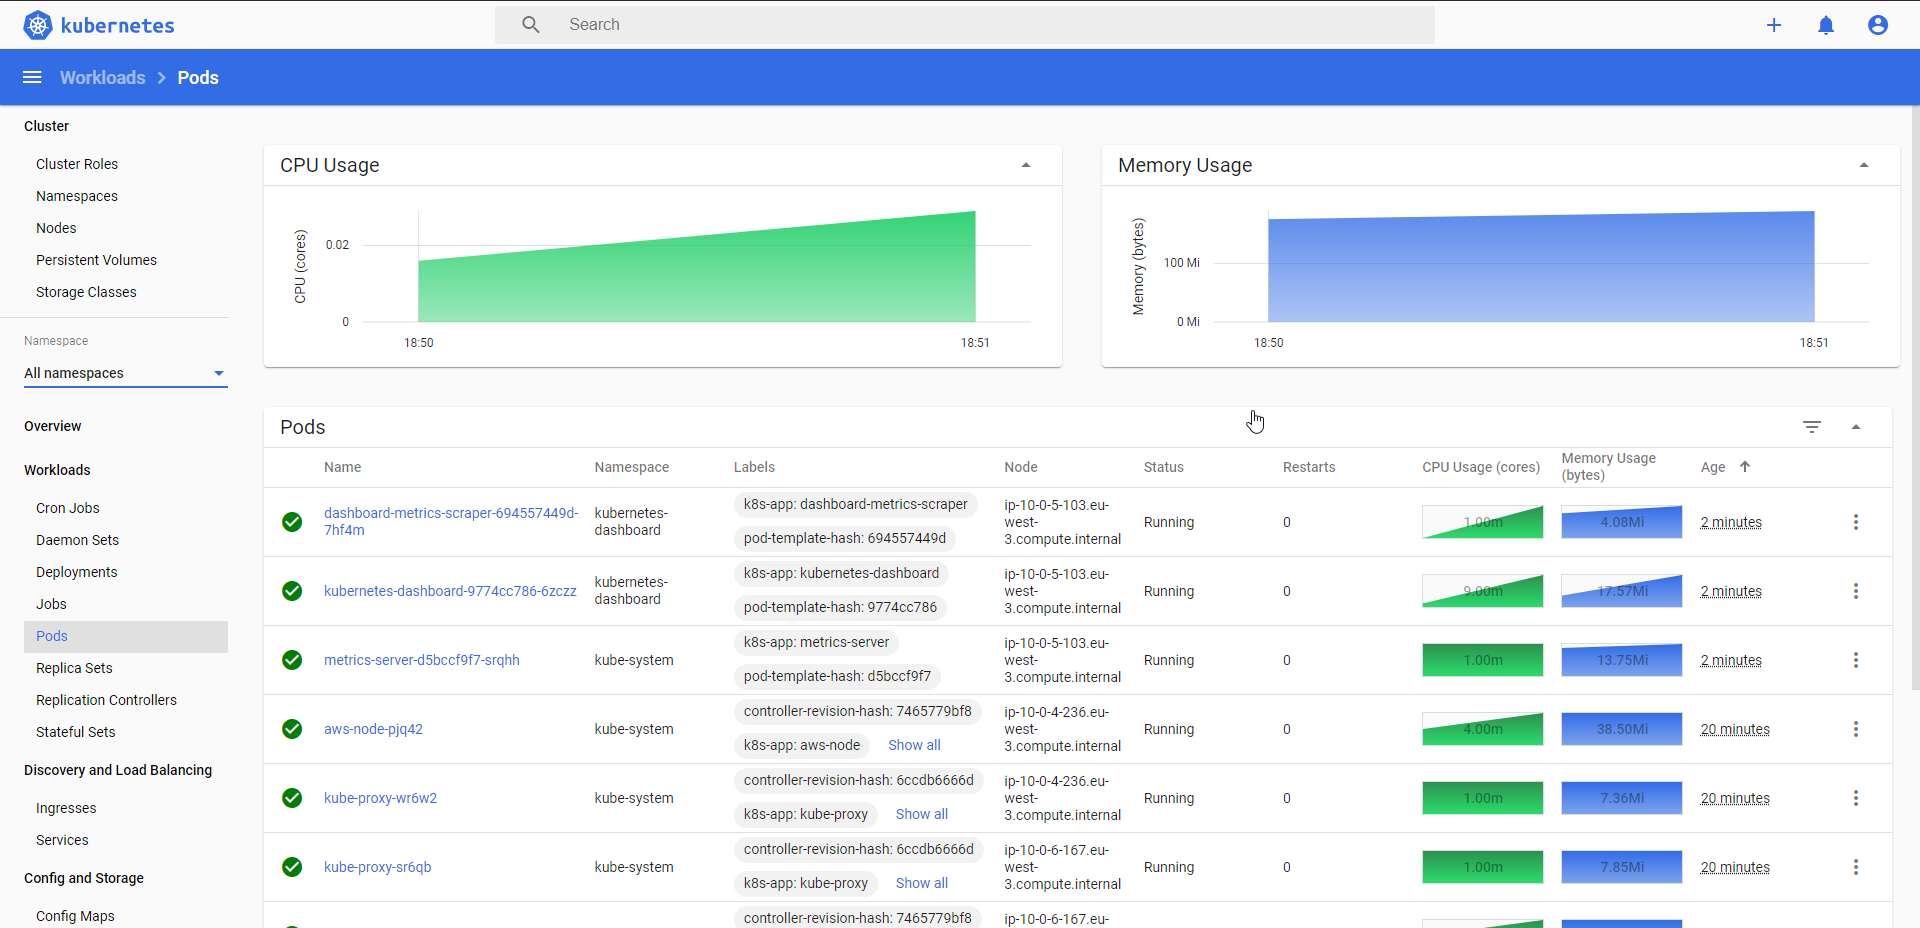 kubernetes
Search
Workloads
Pods
Cluster
Cluster Roles
Namespaces
Nodes
Persistent Volumes
Storage Classes
Namespace
All namespaces
Overview
Workloads
Cron Jobs
Daemon Sets
Deployments
Jobs
Pods
Replica Sets
Replication Controllers
Stateful Sets
Discovery and Load Balancing
Ingresses
Services
Config and Storage
Config Maps
CPU Usage
CPU (cores)
0.02
0
18:50
18:51
Memory Usage
Memory (bytes)
100 Mi
0 Mi
18:50
18:51
Pods
Name
Namespace
Labels
Node
Status
Restarts
CPU Usage (cores)
Memory Usage
(bytes)
Age
dashboard-metrics-scraper-694557449d-
7hf4m
kubernetes-
dashboard
k8s-app: dashboard-metrics-scraper
pod-template-hash: 694557449d
ip-10-0-5-103.eu-
west-
3.compute.internal
Running
0
1.00m
4.08Mi
2 minutes
kubernetes-dashboard-9774cc786-6zczz
kubernetes-
dashboard
k8s-app: kubernetes-dashboard
pod-template-hash: 9774cc786
ip-10-0-5-103.eu-
west-
3.compute.internal
Running
0
9.00m
17.57Mi
2 minutes
metrics-server-d5bccf9f7-srqhh
kube-system
k8s-app: metrics-server
pod-template-hash: d5bccf9f7
ip-10-0-5-103.eu-
west-
3.compute.internal
Running
0
1.00m
13.75Mi
2 minutes
aws-node-pjq42
kube-system
controller-revision-hash: 7465779bf8
k8s-app: aws-node
Show all
ip-10-0-4-236.eu-
west-
3.compute.internal
Running
0
4.00m
38.50Mi
20 minutes
kube-proxy-wr6w2
kube-system
controller-revision-hash: 6ccdb6666d
k8s-app: kube-proxy
Show all
ip-10-0-4-236.eu-
west-
3.compute.internal
Running
0
1.00m
7.36Mi
20 minutes
kube-proxy-sr6qb
kube-system
controller-revision-hash: 6ccdb6666d
k8s-app: kube-proxy
Show all
ip-10-0-6-167.eu-
west-
3.compute.internal
Running
0
1.00m
7.85Mi
20 minutes
controller-revision-hash: 7465779bf8
ip-10-0-6-167.eu-